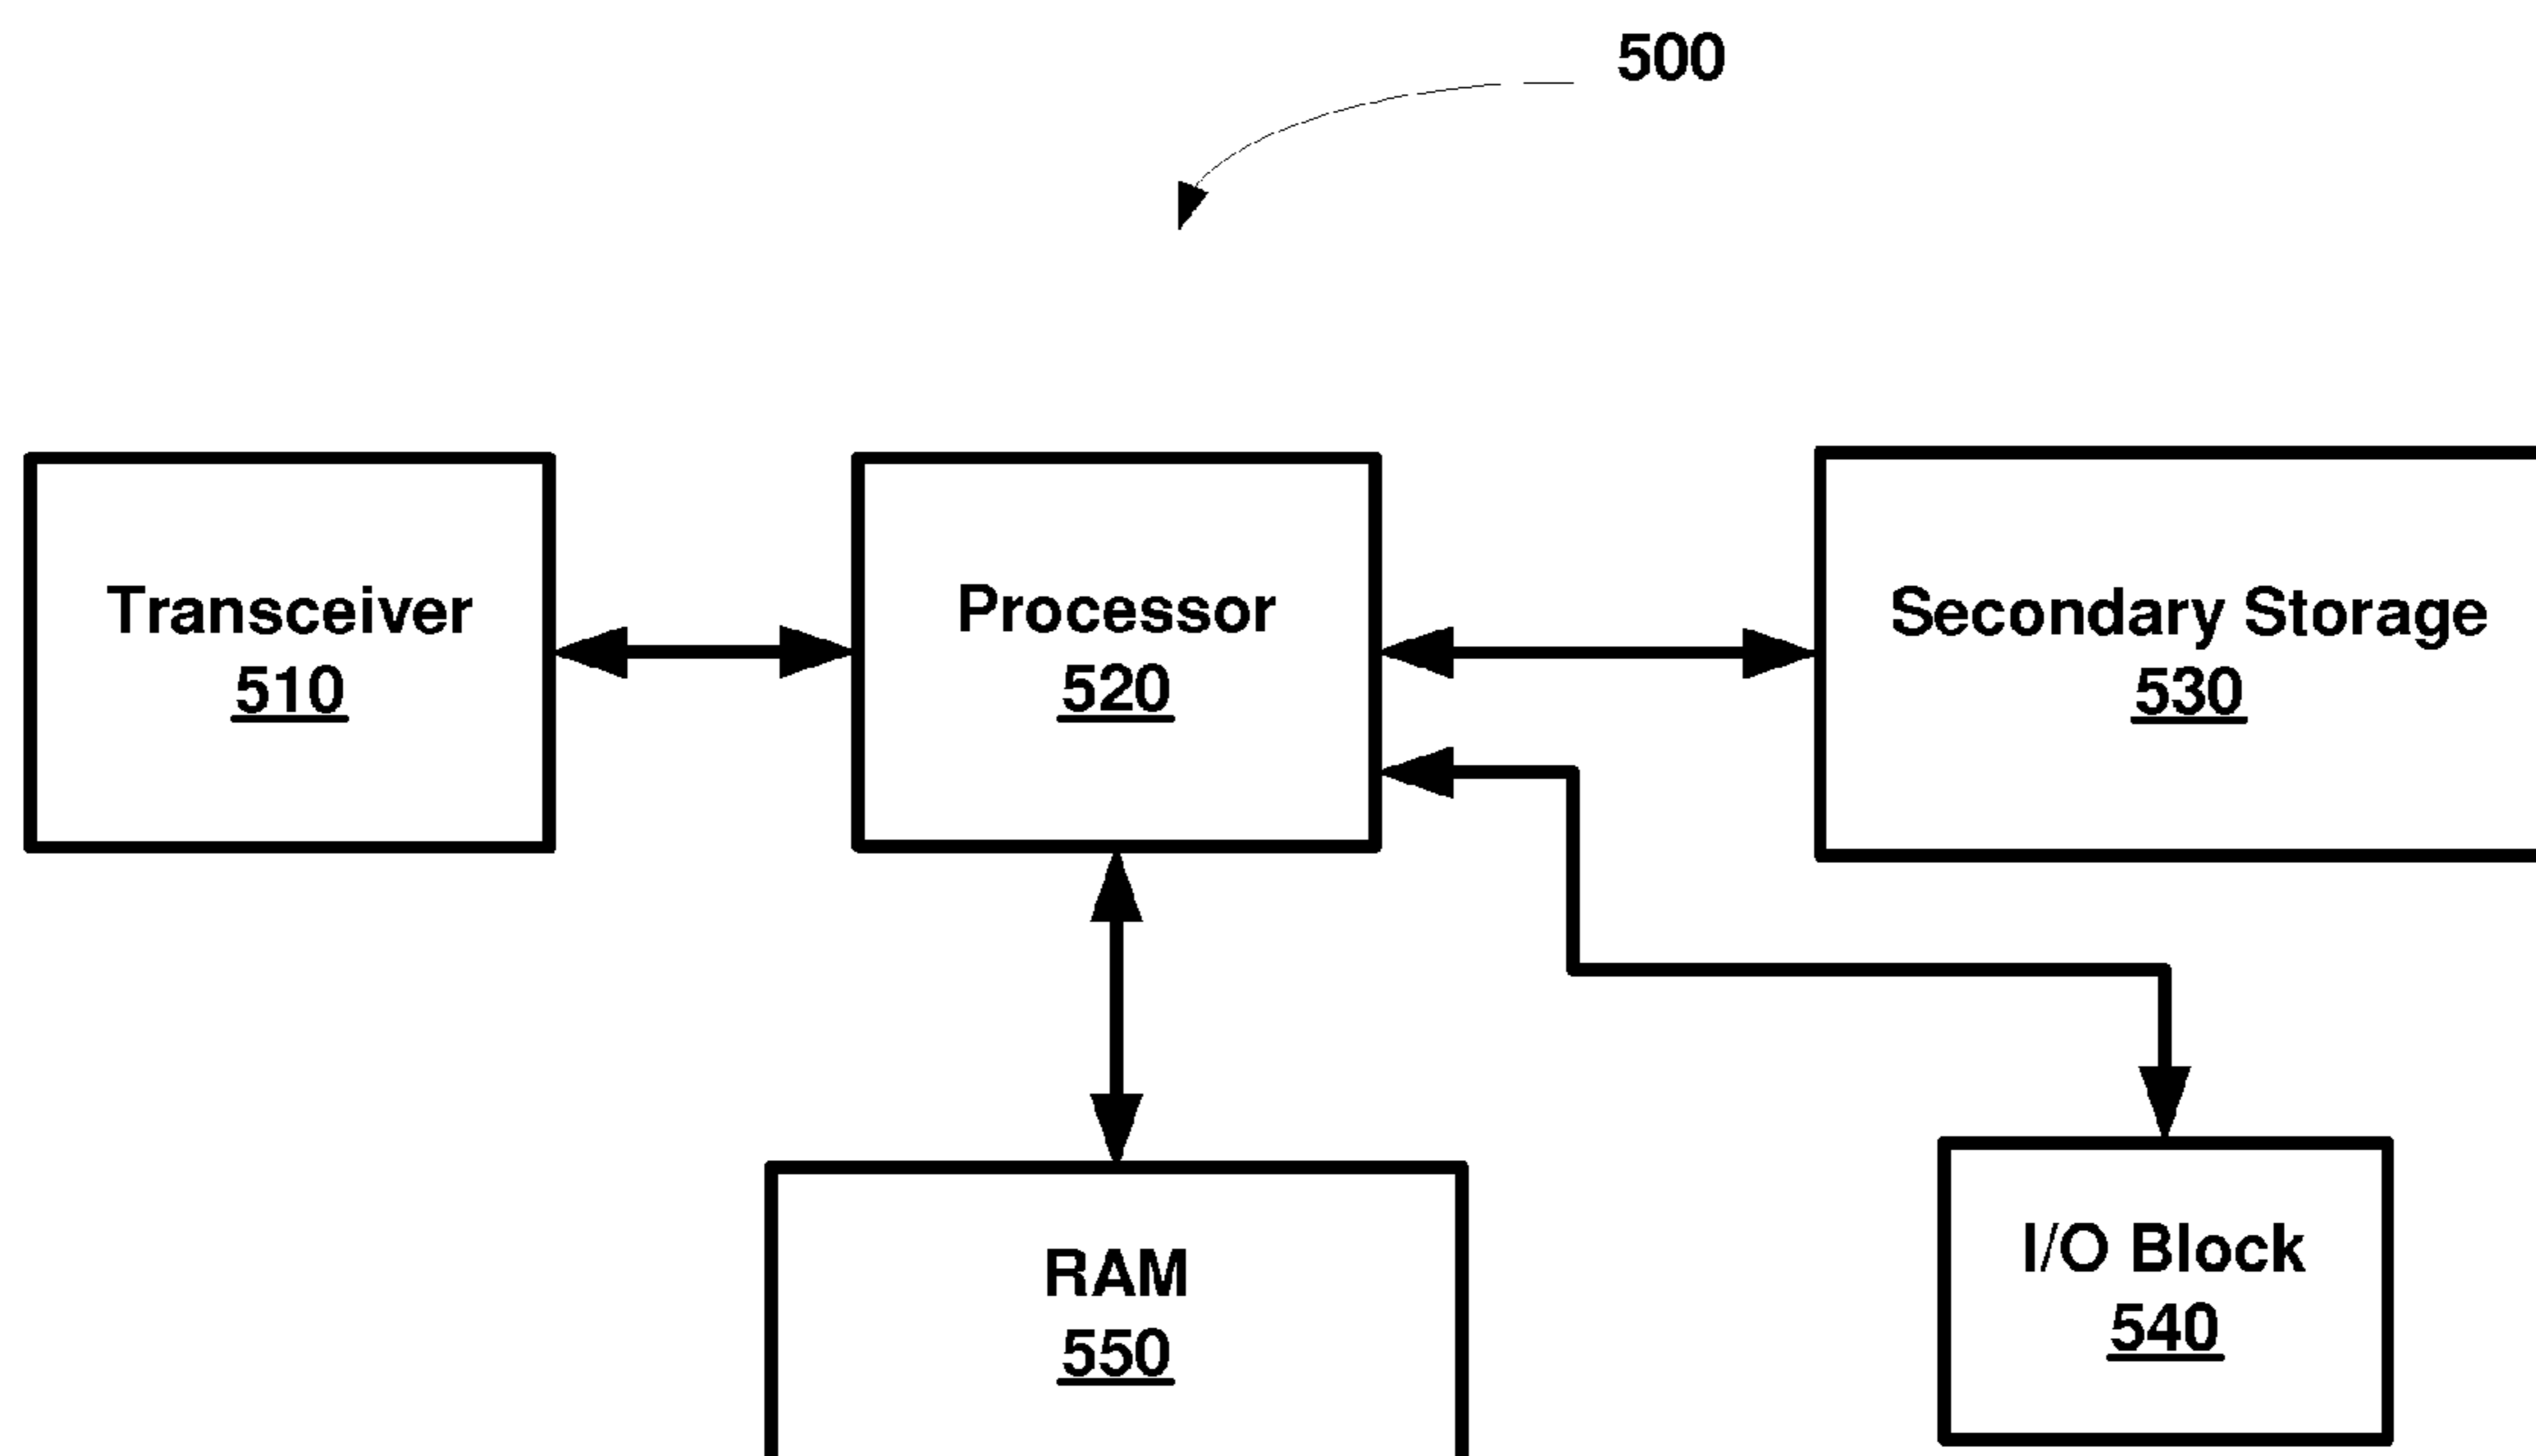 500
Transceiver
510
Processor
520
Secondary Storage
530
RAM
550
I/O Block
540